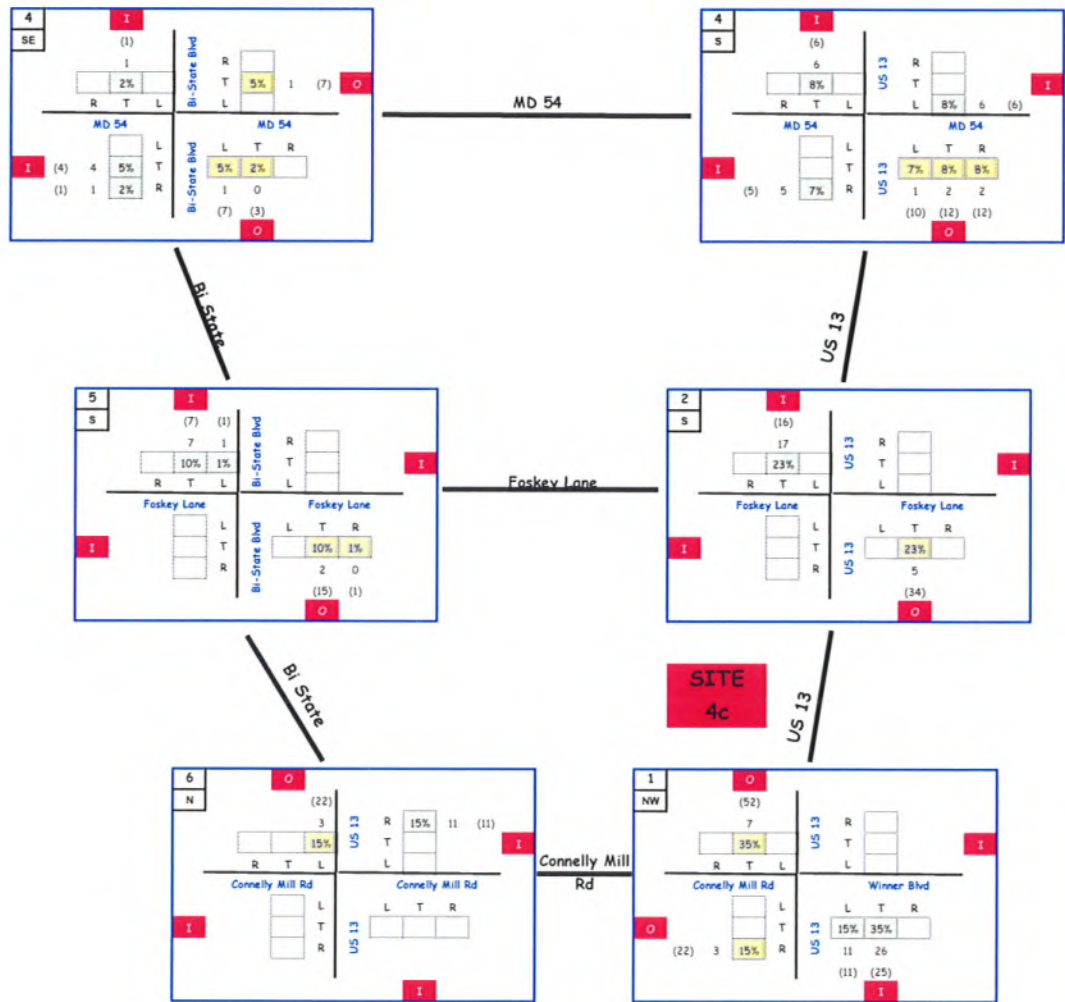 4 I
SE (1)
1
2%
R T L
Bi-State Blvd
R
T 5% 1 (7) O
L
MD 54 MD 54
L
I (4) 4 5% T
(1) 1 2% R
Bi-State Blvd
L T R
5% 2%
1 0
(7) (3)
O
MD 54
4 I
S (6)
6
8%
R T L
US 13
R
T I
L 8% 6 (6)
MD 54 MD 54
L
I T
(5) 5 7% R
US 13
L T R
7% 8% 8%
1 2 2
(10) (12) (12)
O
Bi State
US 13
5 I
S (7) (1)
7 1
10% 1%
R T L
Bi-State Blvd
R
T I
L
Foskey Lane Foskey Lane
L
I T
R
Bi-State Blvd
L T R
10% 1%
2 0
(15) (1)
O
Foskey Lane
2 I
S (16)
17
23%
R T L
US 13
R
T I
L
Foskey Lane Foskey Lane
L
I T
R
US 13
L T R
23%
5
(34)
O
Bi State
SITE
4c
US 13
6 O
N (22)
3
15%
R T L
US 13
R 15% 11 (11)
T I
L
Connelly Mill Rd Connelly Mill Rd
L
I T
R
US 13
L T R
I
Connelly Mill
Rd
1 O
NW (52)
7
35%
R T L
US 13
R
T I
L
Connelly Mill Rd Winner Blvd
L
O T
(22) 3 15% R
US 13
L T R
15% 35%
11 26
(11) (25)
I